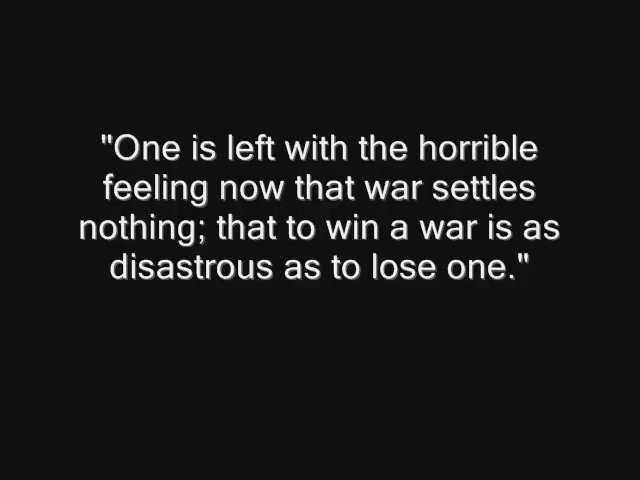 "One is left with the horrible
feeling now that war settles
nothing; that to win a war is as
disastrous as to lose one."